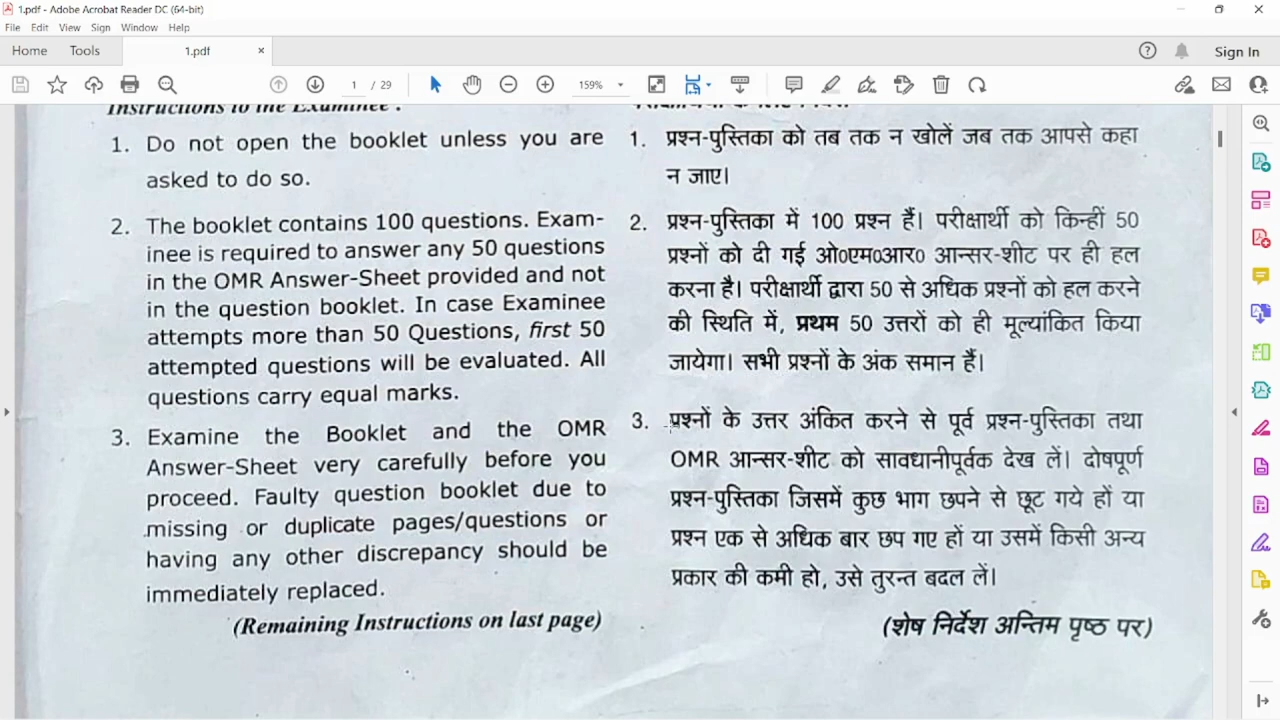 1.pdf - Adobe Acrobat Reader DC (64-bit)
File Edit View Sign Window Help
Home Tools 1.pdf × Sign In
1 / 29 159%
Instructions to the Examinee :
1. Do not open the booklet unless you are
asked to do so.
2. The booklet contains 100 questions. Exam-
inee is required to answer any 50 questions
in the OMR Answer-Sheet provided and not
in the question booklet. In case Examinee
attempts more than 50 Questions, first 50
attempted questions will be evaluated. All
questions carry equal marks.
3. Examine the Booklet and the OMR
Answer-Sheet very carefully before you
proceed. Faulty question booklet due to
missing or duplicate pages/questions or
having any other discrepancy should be
immediately replaced.
(Remaining Instructions on last page)
1. प्रश्न-पुस्तिका को तब तक न खोलें जब तक आपसे कहा
न जाए।
2. प्रश्न-पुस्तिका में 100 प्रश्न हैं। परीक्षार्थी को किन्हीं 50
प्रश्नों को दी गई ओ०एम०आर० आन्सर-शीट पर ही हल
करना है। परीक्षार्थी द्वारा 50 से अधिक प्रश्नों को हल करने
की स्थिति में, प्रथम 50 उत्तरों को ही मूल्यांकित किया
जायेगा। सभी प्रश्नों के अंक समान हैं।
3. प्रश्नों के उत्तर अंकित करने से पूर्व प्रश्न-पुस्तिका तथा
OMR आन्सर-शीट को सावधानीपूर्वक देख लें। दोषपूर्ण
प्रश्न-पुस्तिका जिसमें कुछ भाग छपने से छूट गये हों या
प्रश्न एक से अधिक बार छप गए हों या उसमें किसी अन्य
प्रकार की कमी हो, उसे तुरन्त बदल लें।
(शेष निर्देश अन्तिम पृष्ठ पर)